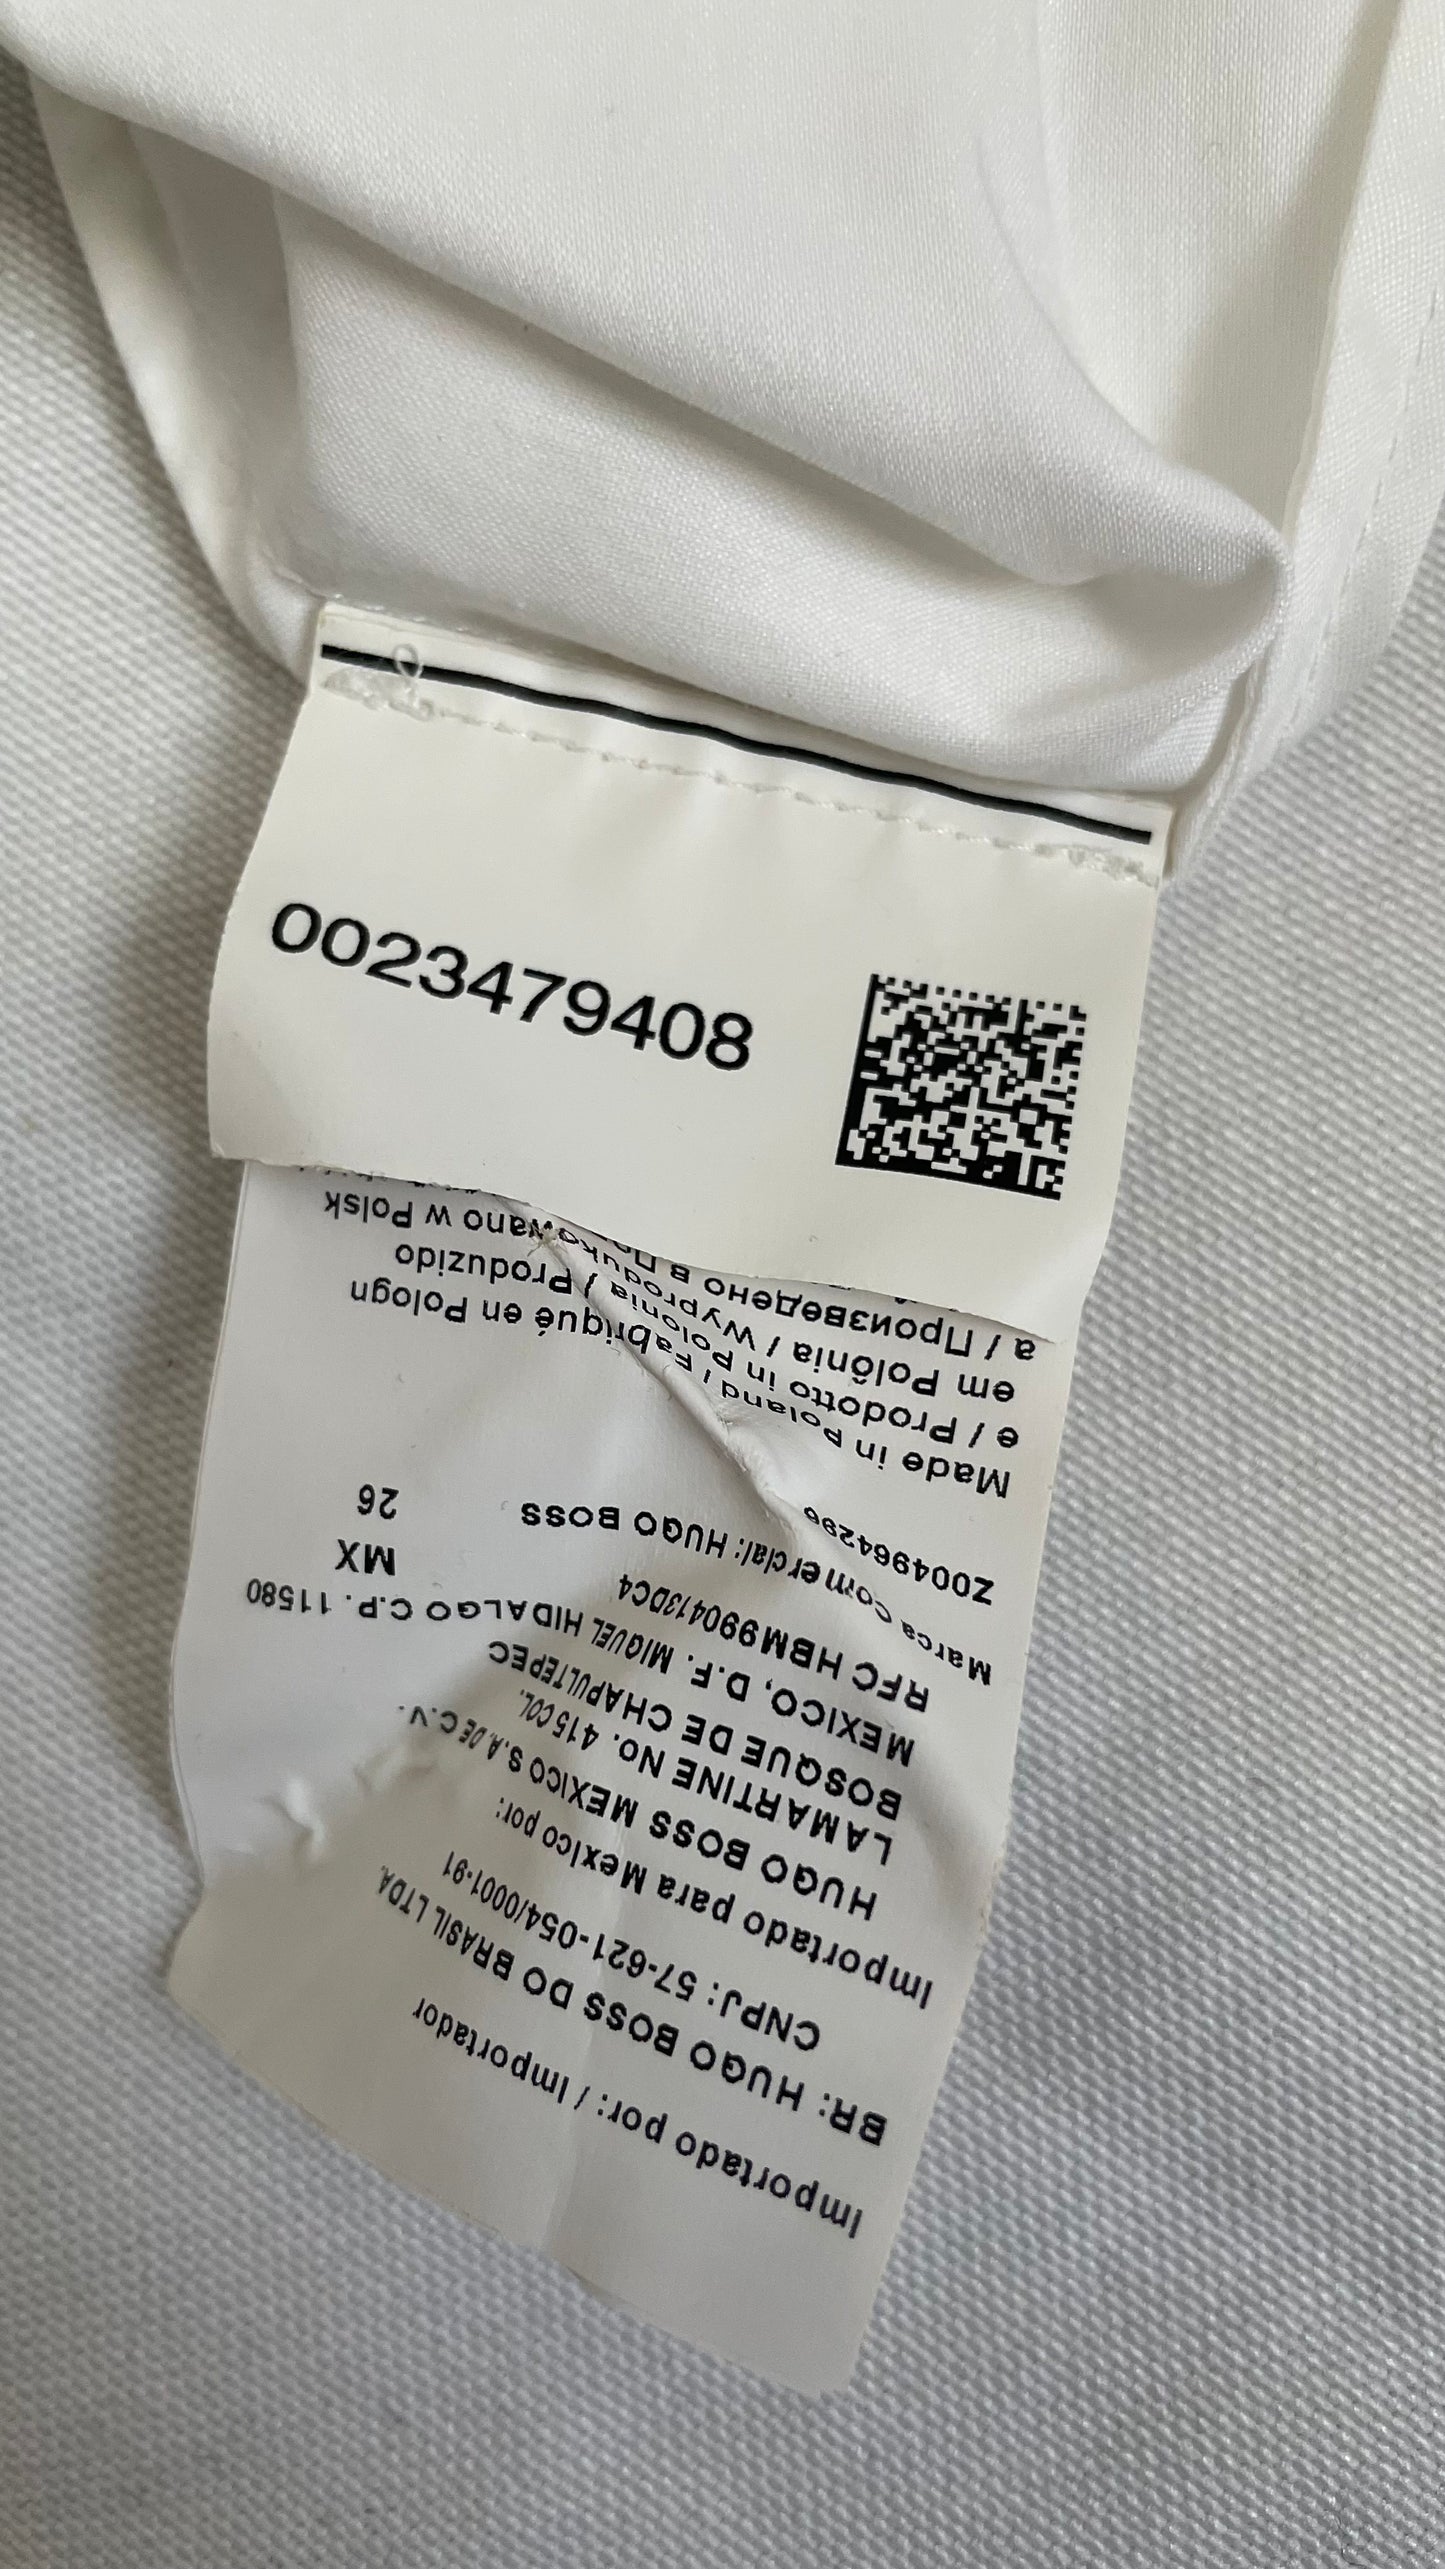 0023479408
Importado por: / Importador
BR: HUGO BOSS DO BRASIL LTDA.
CNPJ: 57-621-054/0001-91
Importado para Mexico por:
HUGO BOSS MEXICO S.A. DE C.V.
LAMARTINE No. 415 COL.
BOSQUE DE CHAPULTEPEC
MEXICO, D.F. MIGUEL HIDALGO C.P. 11580
RFC HBM990413DC4
MX
Marca Comercial: HUGO BOSS
26
Z004964296
Made in Poland / Fabriqué en Pologn
e / Prodotto in Polonia / Produzido
em Polônia / Wyprodukowano w Polsk
a / Произведено в